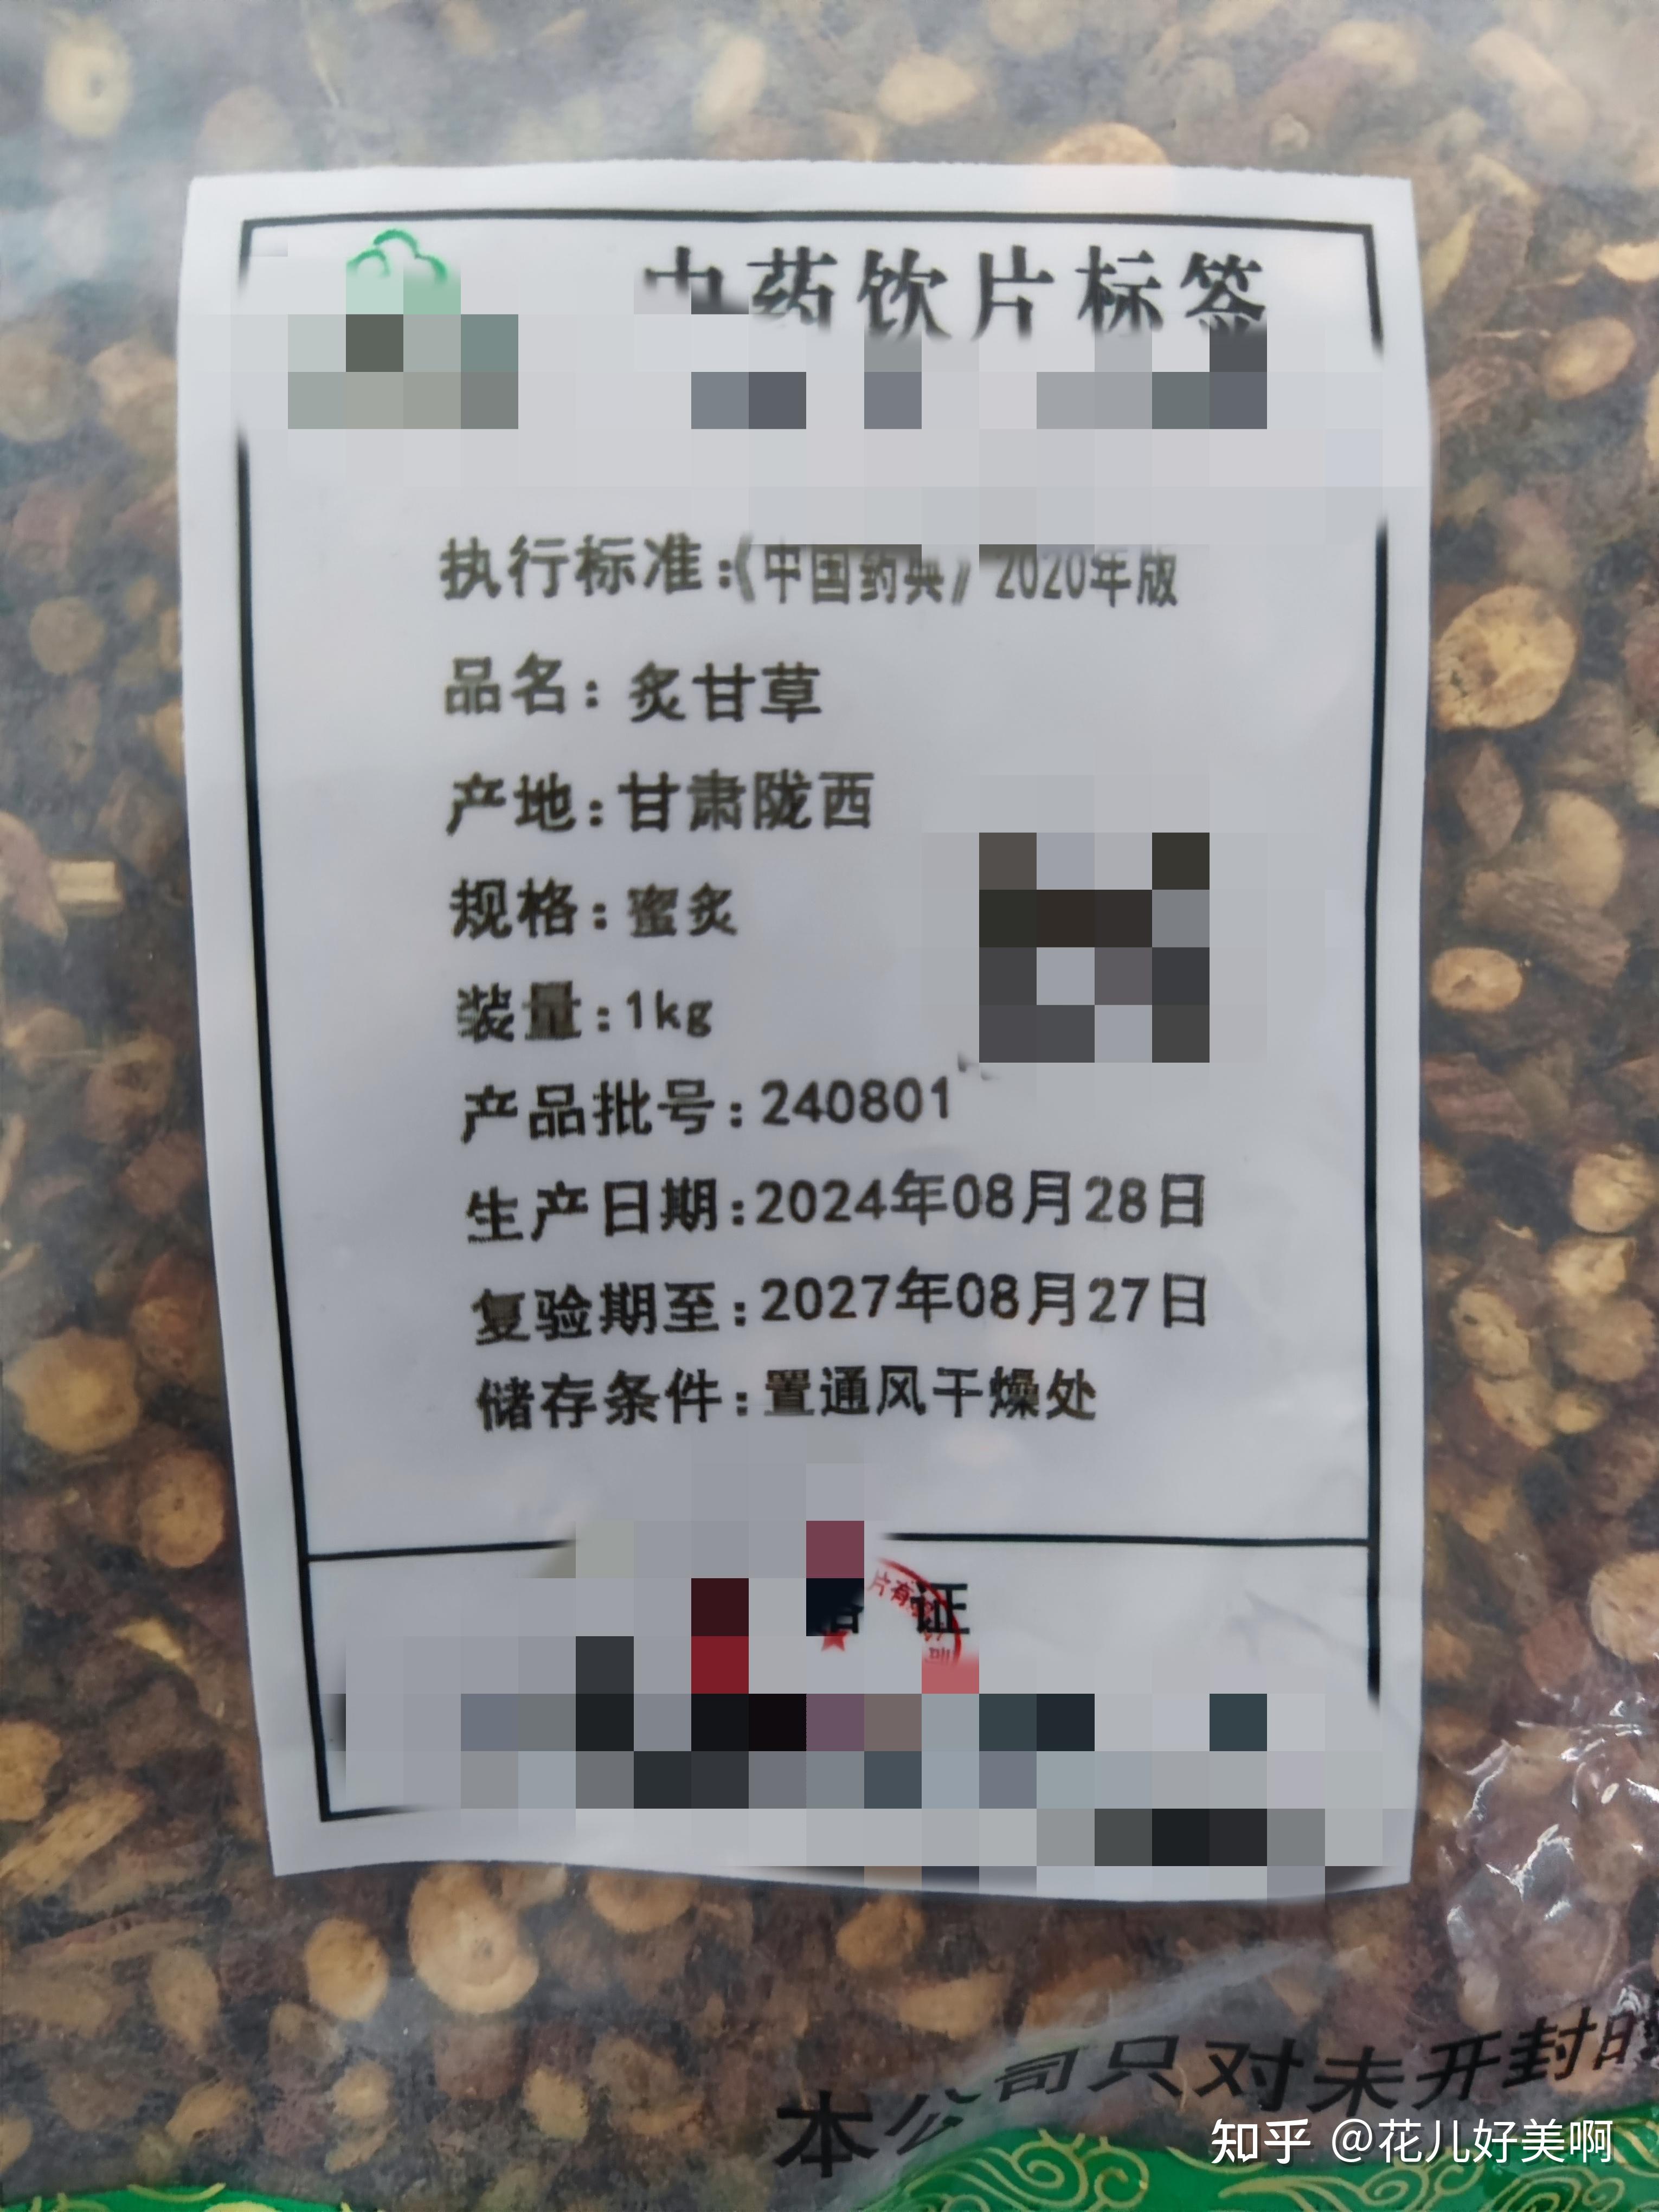 中药饮片标签
执行标准:《中国药典》2020年版
品名:炙甘草
产地:甘肃陇西
规格:蜜炙
装量:1kg
产品批号:240801
生产日期:2024年08月28日
复验期至:2027年08月27日
储存条件:置通风干燥处
片有
证
本公司只对未开封的
知乎 @花儿好美啊